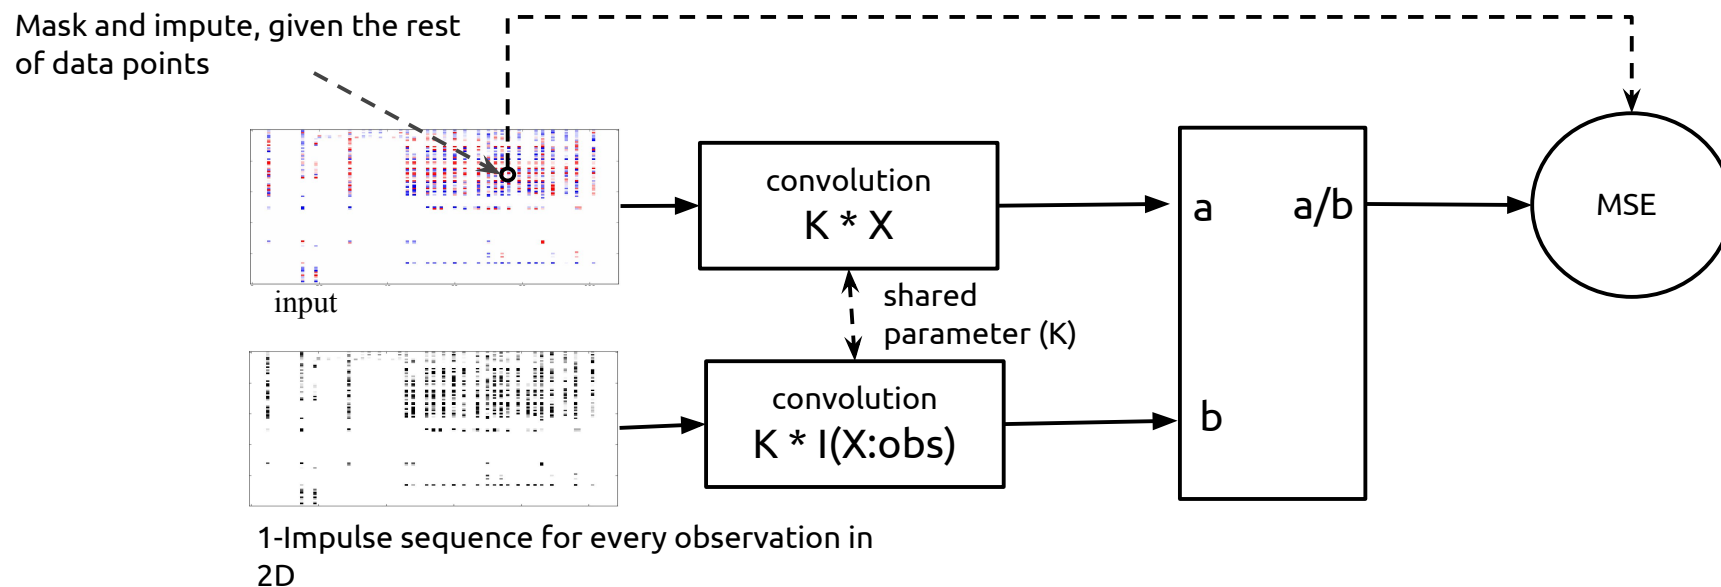 Mask and impute, given the rest
of data points
input
convolution
K * X
shared
parameter (K)
convolution
K * I(X:obs)
a
a/b
b
MSE
1-Impulse sequence for every observation in
2D